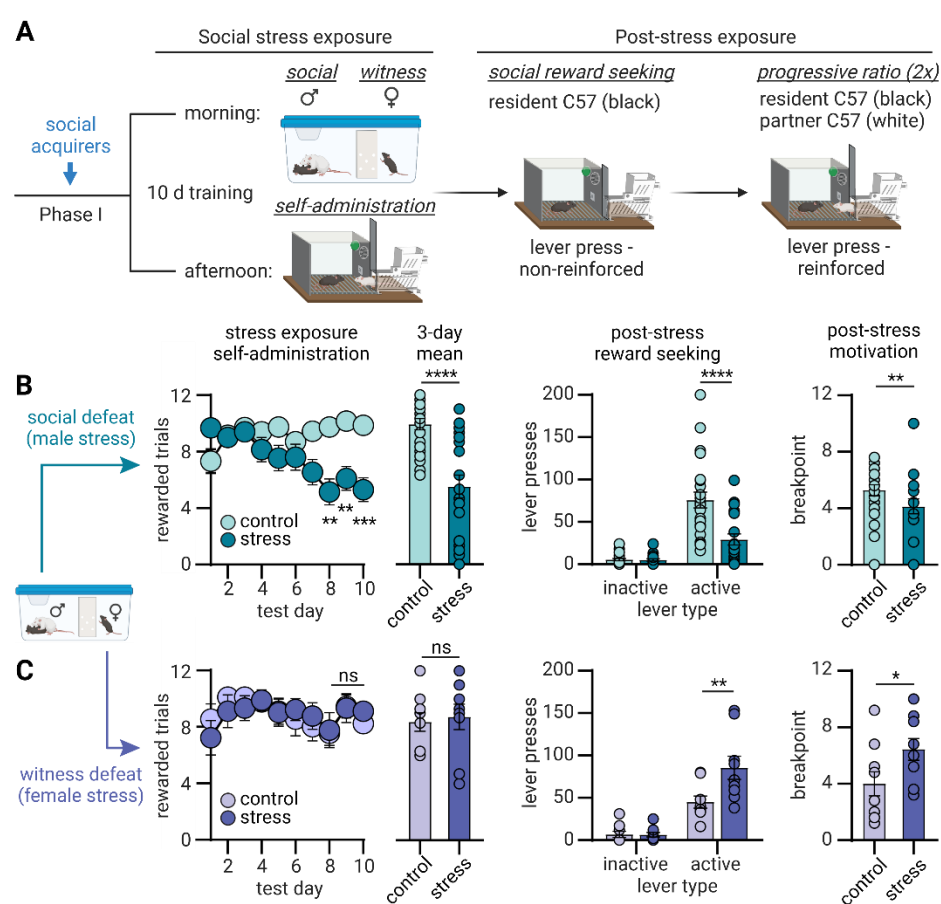 A
Social stress exposure
Post-stress exposure
social
witness
♂
♀
social reward seeking
progressive ratio (2x)
morning:
resident C57 (black)
resident C57 (black)
partner C57 (white)
social
acquirers
Phase I
10 d training
self-administration
afternoon:
lever press -
non-reinforced
lever press -
reinforced
stress exposure
self-administration
3-day
mean
post-stress
reward seeking
post-stress
motivation
B
social defeat
(male stress)
rewarded trials
12
8
4
0
control
stress
**
**
***
2 4 6 8 10
test day
****
control
stress
lever presses
200
150
100
50
0
****
inactive active
lever type
breakpoint
12
8
4
0
**
control
stress
♂
♀
C
witness defeat
(female stress)
rewarded trials
12
8
4
0
ns
control
stress
2 4 6 8 10
test day
ns
control
stress
lever presses
200
150
100
50
0
**
inactive active
lever type
breakpoint
12
8
4
0
*
control
stress